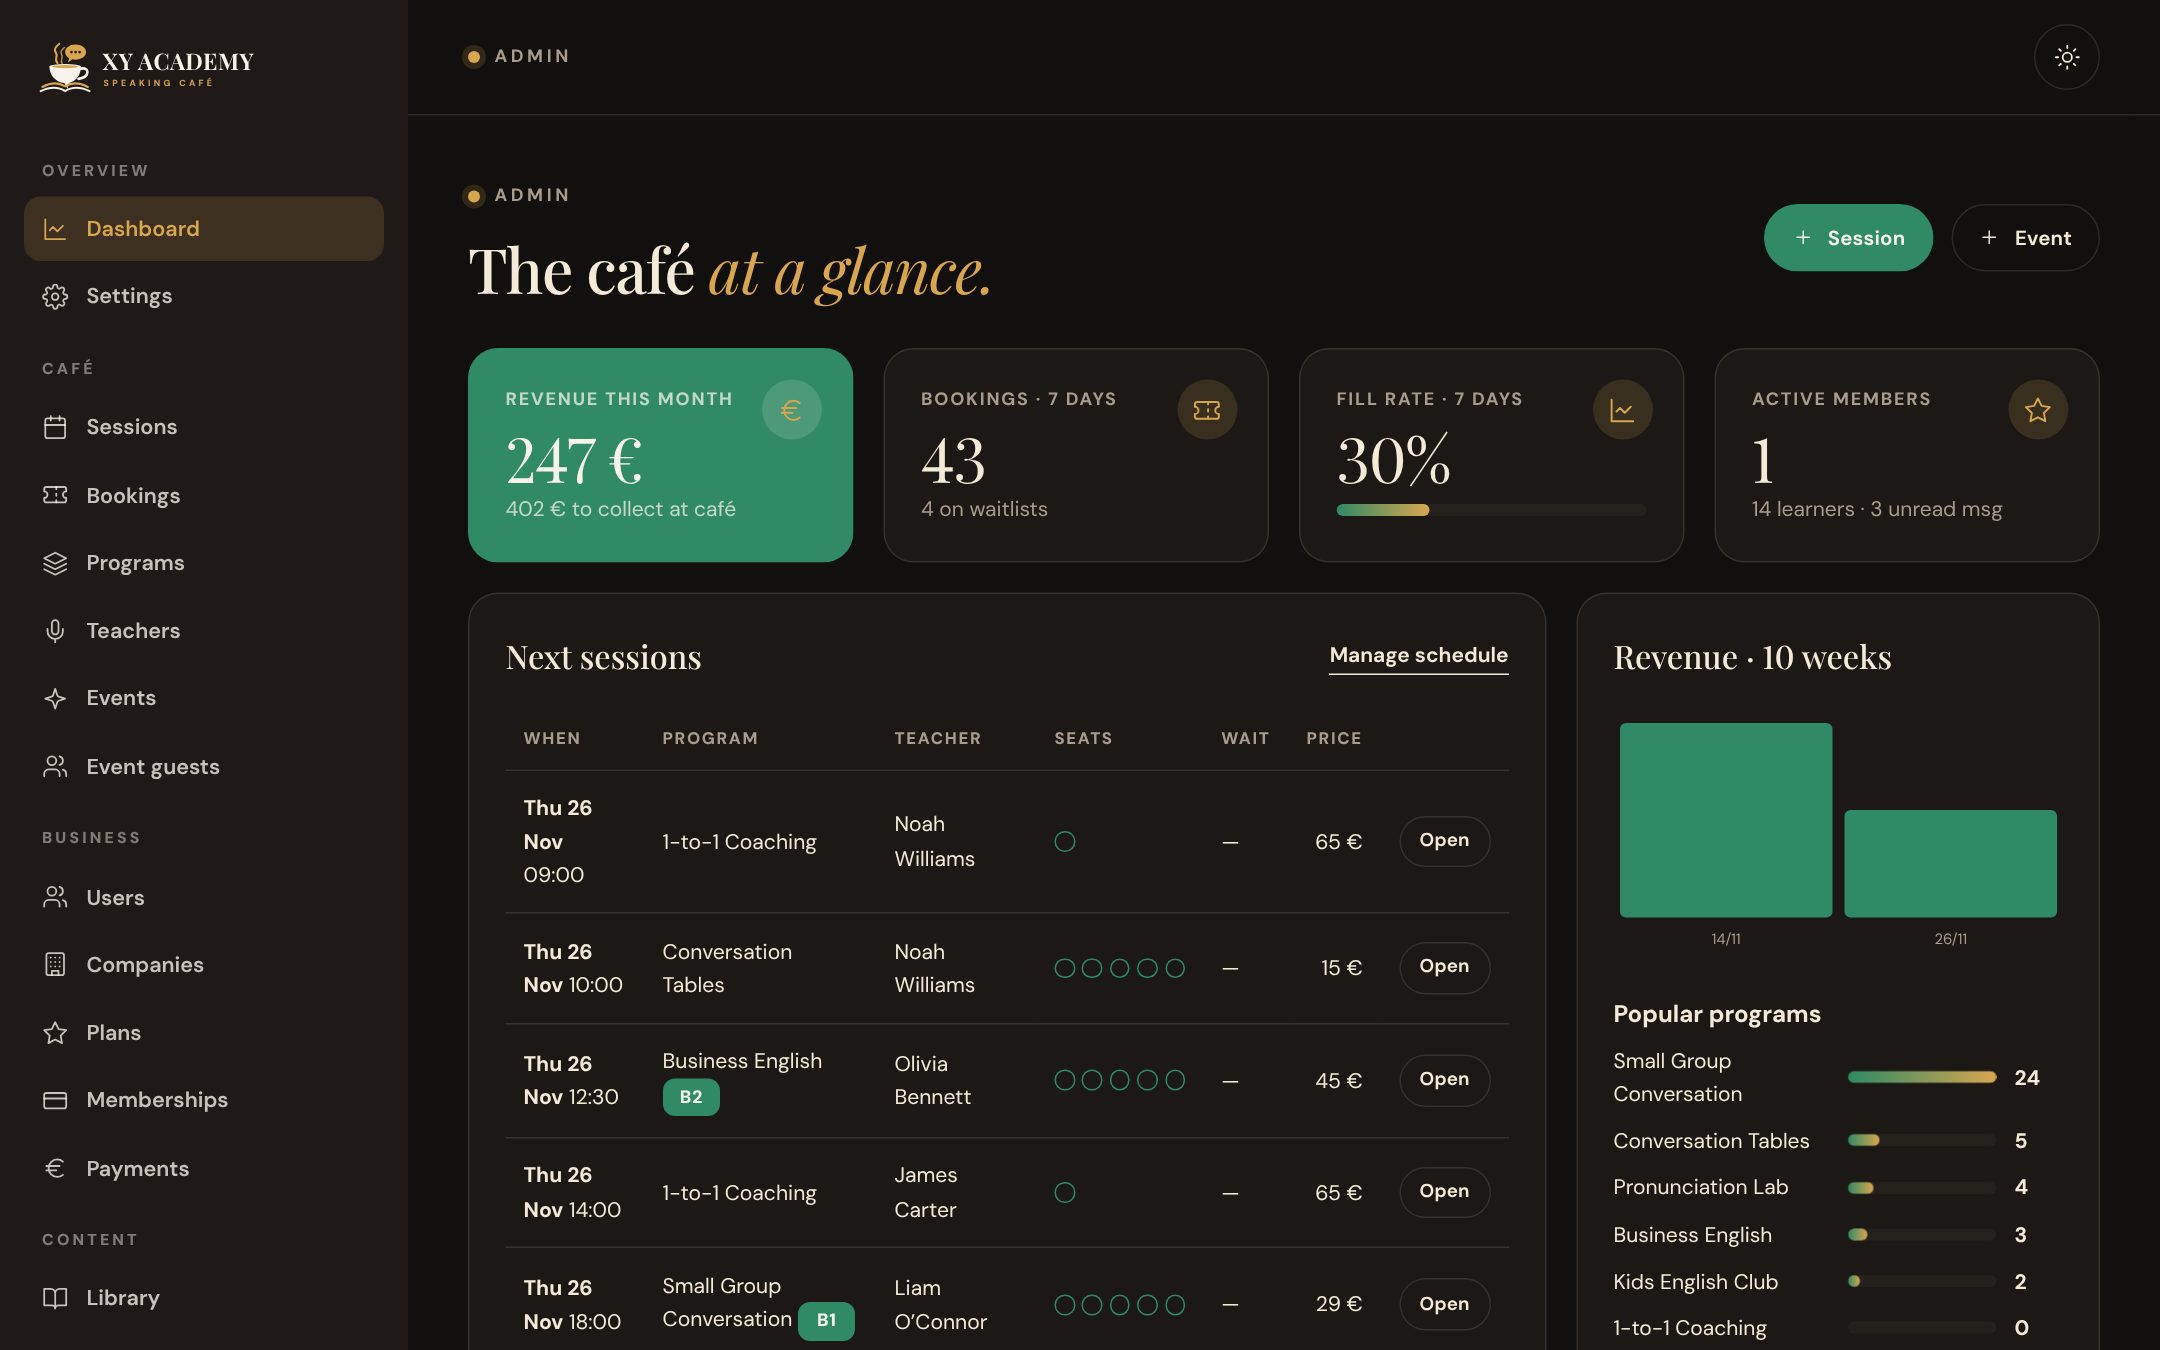 XY ACADEMY
SPEAKING CAFÉ
OVERVIEW
Dashboard
Settings
CAFÉ
Sessions
Bookings
Programs
Teachers
Events
Event guests
BUSINESS
Users
Companies
Plans
Memberships
Payments
CONTENT
Library
ADMIN
ADMIN
The café at a glance.
+ Session
+ Event
REVENUE THIS MONTH
€
247 €
402 € to collect at café
BOOKINGS · 7 DAYS
43
4 on waitlists
FILL RATE · 7 DAYS
30%
ACTIVE MEMBERS
1
14 learners · 3 unread msg
Next sessions
Manage schedule
WHEN PROGRAM TEACHER SEATS WAIT PRICE
Thu 26
Nov
09:00
1-to-1 Coaching
Noah
Williams
—
65 €
Open
Thu 26
Nov 10:00
Conversation
Tables
Noah
Williams
—
15 €
Open
Thu 26
Nov 12:30
Business English
B2
Olivia
Bennett
—
45 €
Open
Thu 26
Nov 14:00
1-to-1 Coaching
James
Carter
—
65 €
Open
Thu 26
Nov 18:00
Small Group
Conversation B1
Liam
O’Connor
—
29 €
Open
Revenue · 10 weeks
14/11
26/11
Popular programs
Small Group
Conversation
24
Conversation Tables 5
Pronunciation Lab 4
Business English 3
Kids English Club 2
1-to-1 Coaching 0